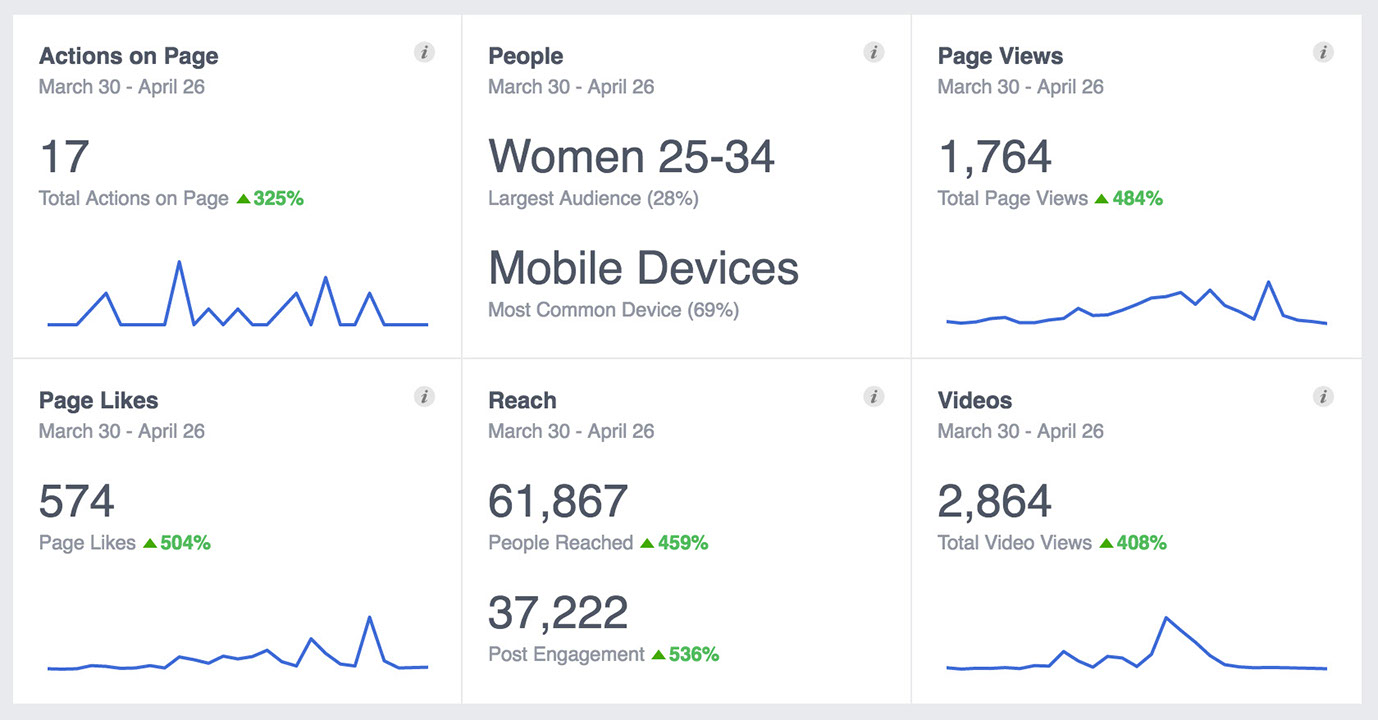 Actions on Page
March 30 - April 26
17
Total Actions on Page ▲325%
People
March 30 - April 26
Women 25-34
Largest Audience (28%)
Mobile Devices
Most Common Device (69%)
Page Views
March 30 - April 26
1,764
Total Page Views ▲484%
Page Likes
March 30 - April 26
574
Page Likes ▲504%
Reach
March 30 - April 26
61,867
People Reached ▲459%
37,222
Post Engagement ▲536%
Videos
March 30 - April 26
2,864
Total Video Views ▲408%